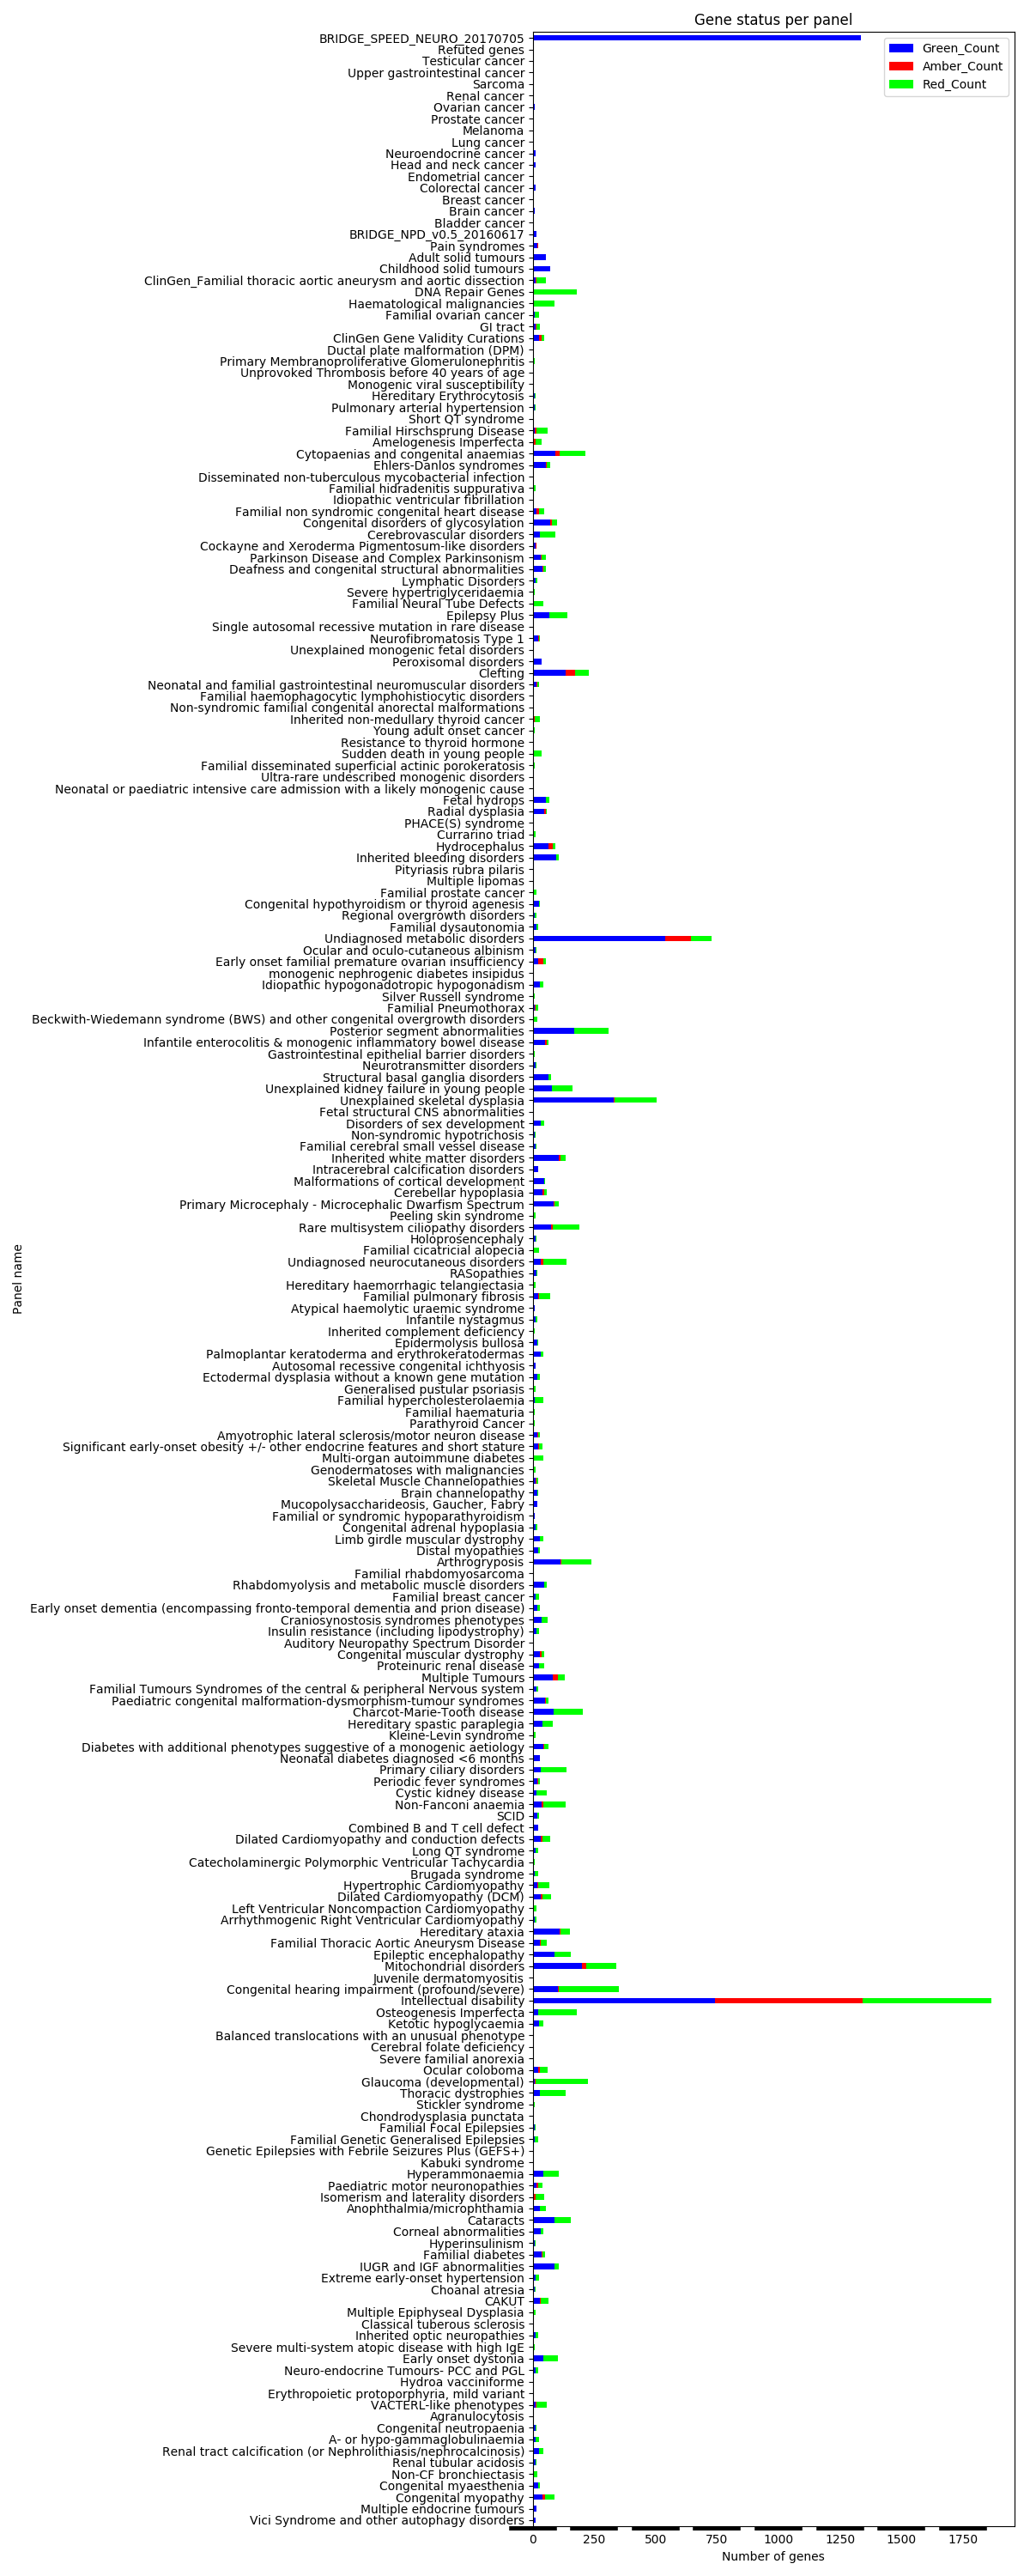 Gene status per panel
Green_Count
Amber_Count
Red_Count
BRIDGE_SPEED_NEURO_20170705
Refuted genes
Testicular cancer
Upper gastrointestinal cancer
Sarcoma
Renal cancer
Ovarian cancer
Prostate cancer
Melanoma
Lung cancer
Neuroendocrine cancer
Head and neck cancer
Endometrial cancer
Colorectal cancer
Breast cancer
Brain cancer
Bladder cancer
BRIDGE_NPD_v0.5_20160617
Pain syndromes
Adult solid tumours
Childhood solid tumours
ClinGen_Familial thoracic aortic aneurysm and aortic dissection
DNA Repair Genes
Haematological malignancies
Familial ovarian cancer
GI tract
ClinGen Gene Validity Curations
Ductal plate malformation (DPM)
Primary Membranoproliferative Glomerulonephritis
Unprovoked Thrombosis before 40 years of age
Monogenic viral susceptibility
Hereditary Erythrocytosis
Pulmonary arterial hypertension
Short QT syndrome
Familial Hirschsprung Disease
Amelogenesis Imperfecta
Cytopaenias and congenital anaemias
Ehlers-Danlos syndromes
Disseminated non-tuberculous mycobacterial infection
Familial hidradenitis suppurativa
Idiopathic ventricular fibrillation
Familial non syndromic congenital heart disease
Congenital disorders of glycosylation
Cerebrovascular disorders
Cockayne and Xeroderma Pigmentosum-like disorders
Parkinson Disease and Complex Parkinsonism
Deafness and congenital structural abnormalities
Lymphatic Disorders
Severe hypertriglyceridaemia
Familial Neural Tube Defects
Epilepsy Plus
Single autosomal recessive mutation in rare disease
Neurofibromatosis Type 1
Unexplained monogenic fetal disorders
Peroxisomal disorders
Clefting
Neonatal and familial gastrointestinal neuromuscular disorders
Familial haemophagocytic lymphohistiocytic disorders
Non-syndromic familial congenital anorectal malformations
Inherited non-medullary thyroid cancer
Young adult onset cancer
Resistance to thyroid hormone
Sudden death in young people
Familial disseminated superficial actinic porokeratosis
Ultra-rare undescribed monogenic disorders
Neonatal or paediatric intensive care admission with a likely monogenic cause
Fetal hydrops
Radial dysplasia
PHACE(S) syndrome
Currarino triad
Hydrocephalus
Inherited bleeding disorders
Pityriasis rubra pilaris
Multiple lipomas
Familial prostate cancer
Congenital hypothyroidism or thyroid agenesis
Regional overgrowth disorders
Familial dysautonomia
Undiagnosed metabolic disorders
Ocular and oculo-cutaneous albinism
Early onset familial premature ovarian insufficiency
monogenic nephrogenic diabetes insipidus
Idiopathic hypogonadotropic hypogonadism
Silver Russell syndrome
Familial Pneumothorax
Beckwith-Wiedemann syndrome (BWS) and other congenital overgrowth disorders
Posterior segment abnormalities
Infantile enterocolitis & monogenic inflammatory bowel disease
Gastrointestinal epithelial barrier disorders
Neurotransmitter disorders
Structural basal ganglia disorders
Unexplained kidney failure in young people
Unexplained skeletal dysplasia
Fetal structural CNS abnormalities
Disorders of sex development
Non-syndromic hypotrichosis
Familial cerebral small vessel disease
Inherited white matter disorders
Intracerebral calcification disorders
Malformations of cortical development
Cerebellar hypoplasia
Primary Microcephaly - Microcephalic Dwarfism Spectrum
Peeling skin syndrome
Rare multisystem ciliopathy disorders
Holoprosencephaly
Familial cicatricial alopecia
Undiagnosed neurocutaneous disorders
RASopathies
Hereditary haemorrhagic telangiectasia
Familial pulmonary fibrosis
Atypical haemolytic uraemic syndrome
Infantile nystagmus
Inherited complement deficiency
Epidermolysis bullosa
Palmoplantar keratoderma and erythrokeratodermas
Autosomal recessive congenital ichthyosis
Ectodermal dysplasia without a known gene mutation
Generalised pustular psoriasis
Familial hypercholesterolaemia
Familial haematuria
Parathyroid Cancer
Amyotrophic lateral sclerosis/motor neuron disease
Significant early-onset obesity +/- other endocrine features and short stature
Multi-organ autoimmune diabetes
Genodermatoses with malignancies
Skeletal Muscle Channelopathies
Brain channelopathy
Mucopolysaccharideosis, Gaucher, Fabry
Familial or syndromic hypoparathyroidism
Congenital adrenal hypoplasia
Limb girdle muscular dystrophy
Distal myopathies
Arthrogryposis
Familial rhabdomyosarcoma
Rhabdomyolysis and metabolic muscle disorders
Familial breast cancer
Early onset dementia (encompassing fronto-temporal dementia and prion disease)
Craniosynostosis syndromes phenotypes
Insulin resistance (including lipodystrophy)
Auditory Neuropathy Spectrum Disorder
Congenital muscular dystrophy
Proteinuric renal disease
Multiple Tumours
Familial Tumours Syndromes of the central & peripheral Nervous system
Paediatric congenital malformation-dysmorphism-tumour syndromes
Charcot-Marie-Tooth disease
Hereditary spastic paraplegia
Kleine-Levin syndrome
Diabetes with additional phenotypes suggestive of a monogenic aetiology
Neonatal diabetes diagnosed <6 months
Primary ciliary disorders
Periodic fever syndromes
Cystic kidney disease
Non-Fanconi anaemia
SCID
Combined B and T cell defect
Dilated Cardiomyopathy and conduction defects
Long QT syndrome
Catecholaminergic Polymorphic Ventricular Tachycardia
Brugada syndrome
Hypertrophic Cardiomyopathy
Dilated Cardiomyopathy (DCM)
Left Ventricular Noncompaction Cardiomyopathy
Arrhythmogenic Right Ventricular Cardiomyopathy
Hereditary ataxia
Familial Thoracic Aortic Aneurysm Disease
Epileptic encephalopathy
Mitochondrial disorders
Juvenile dermatomyositis
Congenital hearing impairment (profound/severe)
Intellectual disability
Osteogenesis Imperfecta
Ketotic hypoglycaemia
Balanced translocations with an unusual phenotype
Cerebral folate deficiency
Severe familial anorexia
Ocular coloboma
Glaucoma (developmental)
Thoracic dystrophies
Stickler syndrome
Chondrodysplasia punctata
Familial Focal Epilepsies
Familial Genetic Generalised Epilepsies
Genetic Epilepsies with Febrile Seizures Plus (GEFS+)
Kabuki syndrome
Hyperammonaemia
Paediatric motor neuronopathies
Isomerism and laterality disorders
Anophthalmia/microphthamia
Cataracts
Corneal abnormalities
Hyperinsulinism
Familial diabetes
IUGR and IGF abnormalities
Extreme early-onset hypertension
Choanal atresia
CAKUT
Multiple Epiphyseal Dysplasia
Classical tuberous sclerosis
Inherited optic neuropathies
Severe multi-system atopic disease with high IgE
Early onset dystonia
Neuro-endocrine Tumours- PCC and PGL
Hydroa vacciniforme
Erythropoietic protoporphyria, mild variant
VACTERL-like phenotypes
Agranulocytosis
Congenital neutropaenia
A- or hypo-gammaglobulinaemia
Renal tract calcification (or Nephrolithiasis/nephrocalcinosis)
Renal tubular acidosis
Non-CF bronchiectasis
Congenital myaesthenia
Congenital myopathy
Multiple endocrine tumours
Vici Syndrome and other autophagy disorders
Panel name
0 250 500 750 1000 1250 1500 1750
Number of genes